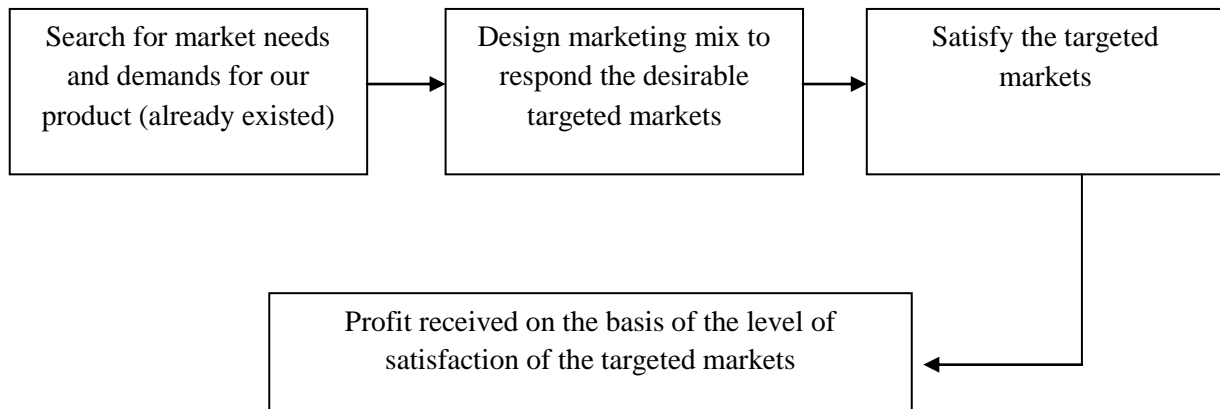 Search for market needs
and demands for our
product (already existed)
Design marketing mix to
respond the desirable
targeted markets
Satisfy the targeted
markets
Profit received on the basis of the level of
satisfaction of the targeted markets